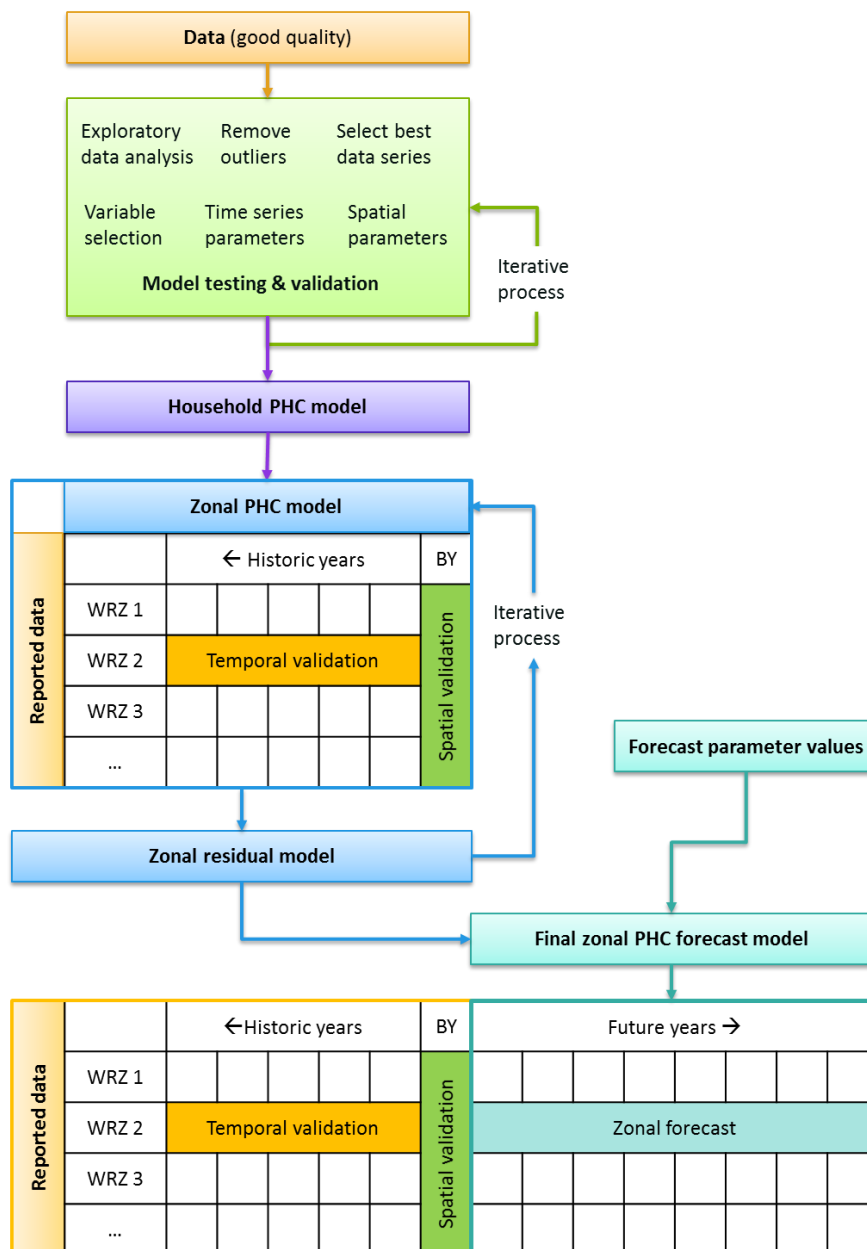 Data (good quality)
Exploratory
data analysis
Remove
outliers
Select best
data series
Variable
selection
Time series
parameters
Spatial
parameters
Model testing & validation
Iterative
process
Household PHC model
Zonal PHC model
Reported data
← Historic years
BY
WRZ 1
WRZ 2
Temporal validation
WRZ 3
...
Spatial validation
Iterative
process
Forecast parameter values
Zonal residual model
Final zonal PHC forecast model
Reported data
←Historic years
BY
Future years →
WRZ 1
WRZ 2
Temporal validation
Zonal forecast
WRZ 3
...
Spatial validation